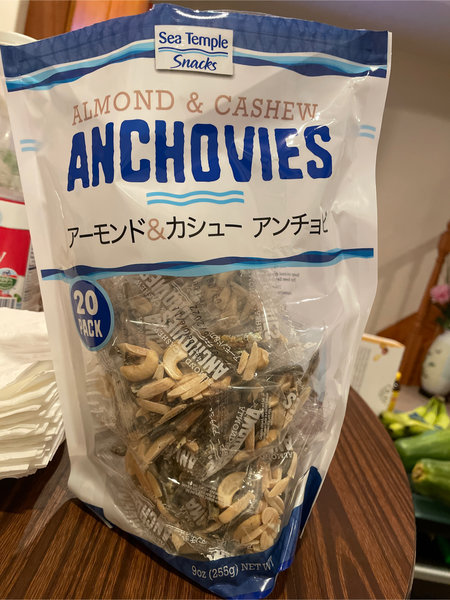 Sea Temple
Snacks
ALMOND & CASHEW
ANCHOVIES
アーモンド&カシュー アンチョビ
20
PACK
ANCHOVIES
9oz (255g) NET W